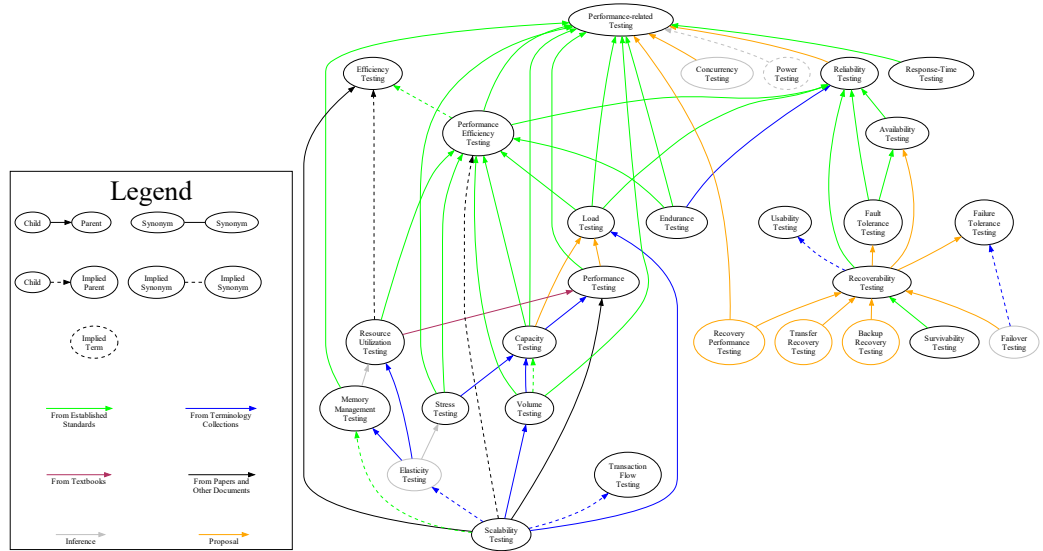 Performance-related
Testing
Efficiency
Testing
Concurrency
Testing
Power
Testing
Reliability
Testing
Response-Time
Testing
Performance
Efficiency
Testing
Availability
Testing
Legend
Child
Parent
Synonym
Synonym
Load
Testing
Endurance
Testing
Usability
Testing
Fault
Tolerance
Testing
Failure
Tolerance
Testing
Child
Implied
Parent
Implied
Synonym
Implied
Synonym
Performance
Testing
Recoverability
Testing
Implied
Term
Resource
Utilization
Testing
Capacity
Testing
Recovery
Performance
Testing
Transfer
Recovery
Testing
Backup
Recovery
Testing
Survivability
Testing
Failover
Testing
From Established
Standards
From Terminology
Collections
Memory
Management
Testing
Stress
Testing
Volume
Testing
From Textbooks
From Papers and
Other Documents
Elasticity
Testing
Transaction
Flow
Testing
Inference
Proposal
Scalability
Testing